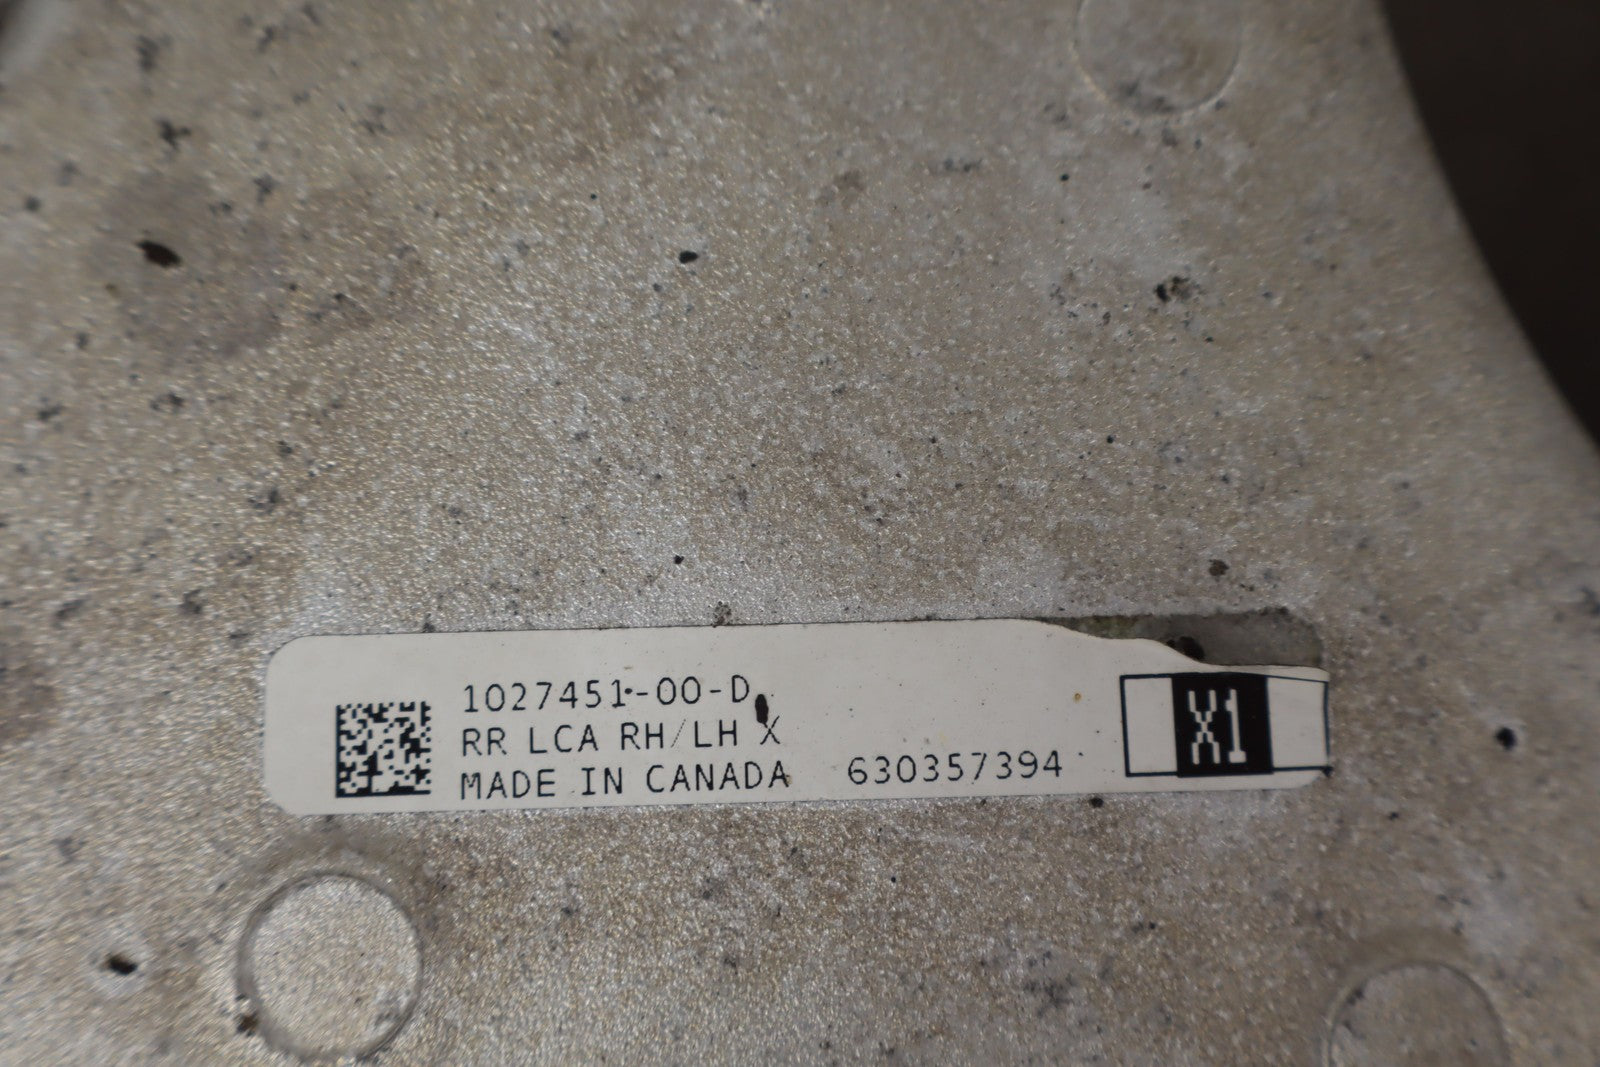 1027451-00-D
RR LCA RH/LH X
MADE IN CANADA 630357394
X1